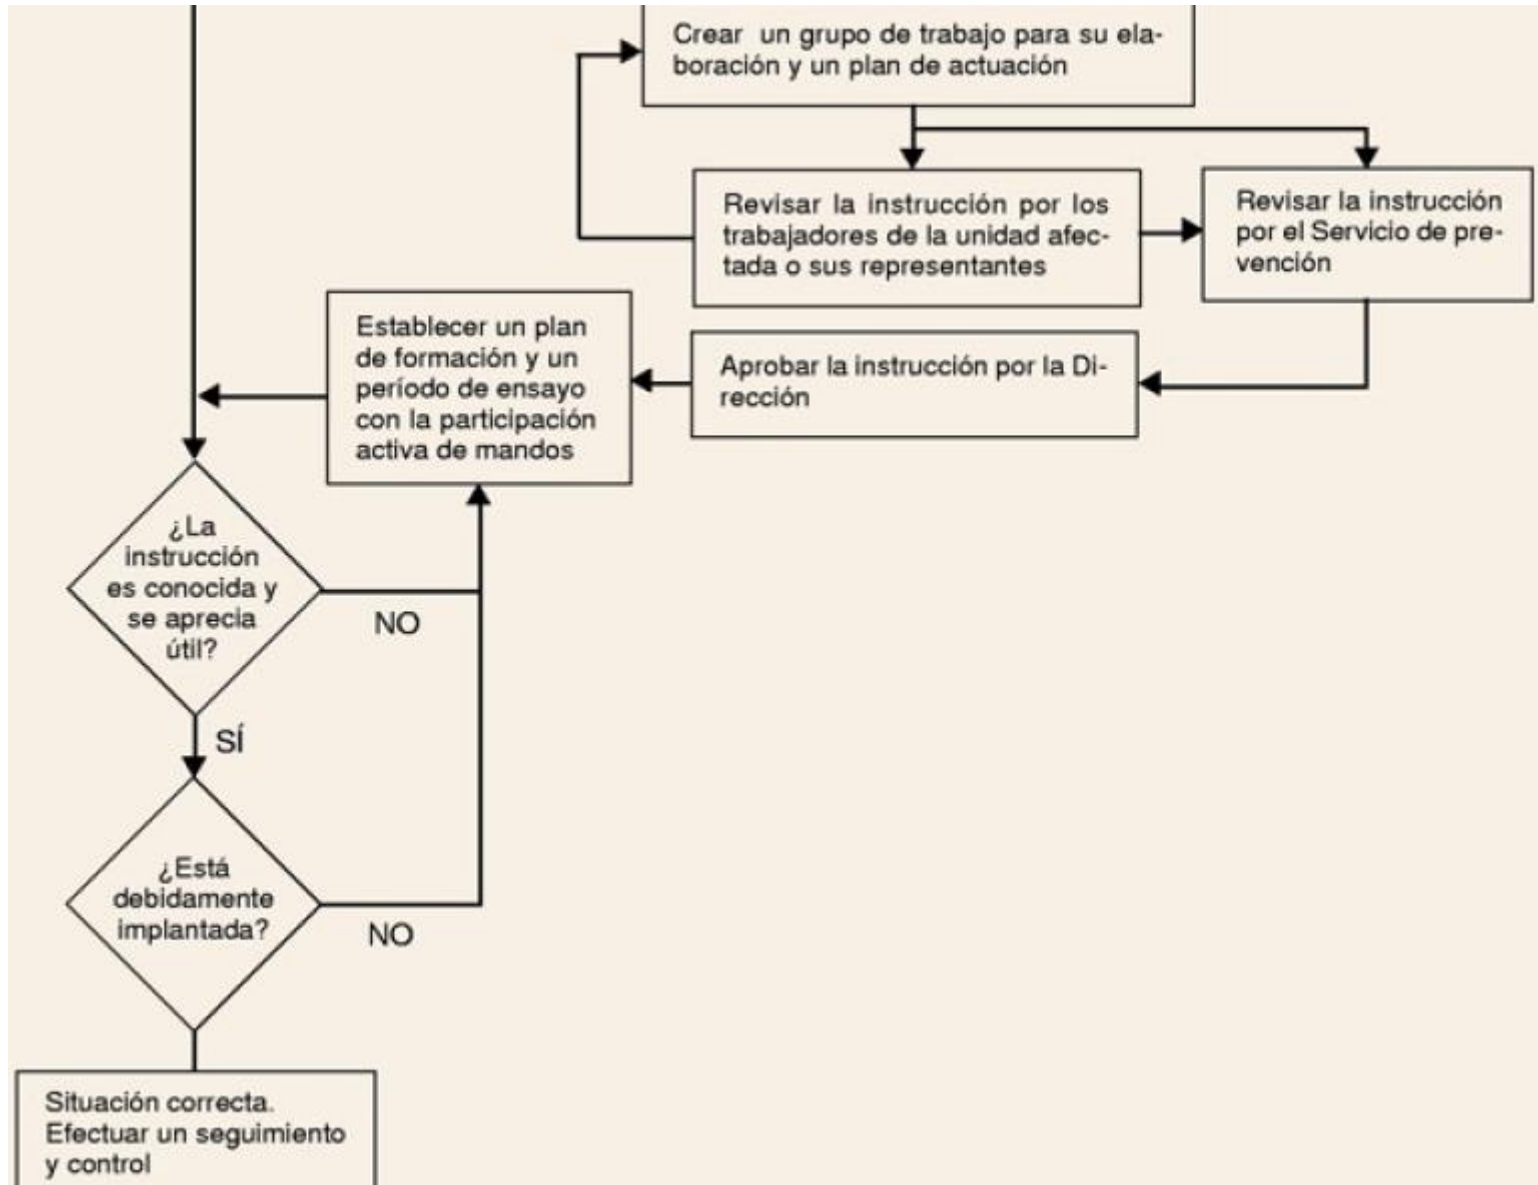 Crear un grupo de trabajo para su ela-
boración y un plan de actuación
Revisar la instrucción por los
trabajadores de la unidad afec-
tada o sus representantes
Revisar la instrucción
por el Servicio de pre-
vención
Establecer un plan
de formación y un
período de ensayo
con la participación
activa de mandos
Aprobar la instrucción por la Di-
rección
¿La
instrucción
es conocida y
se aprecia
útil?
NO
SÍ
¿Está
debidamente
implantada?
NO
Situación correcta.
Efectuar un seguimiento
y control